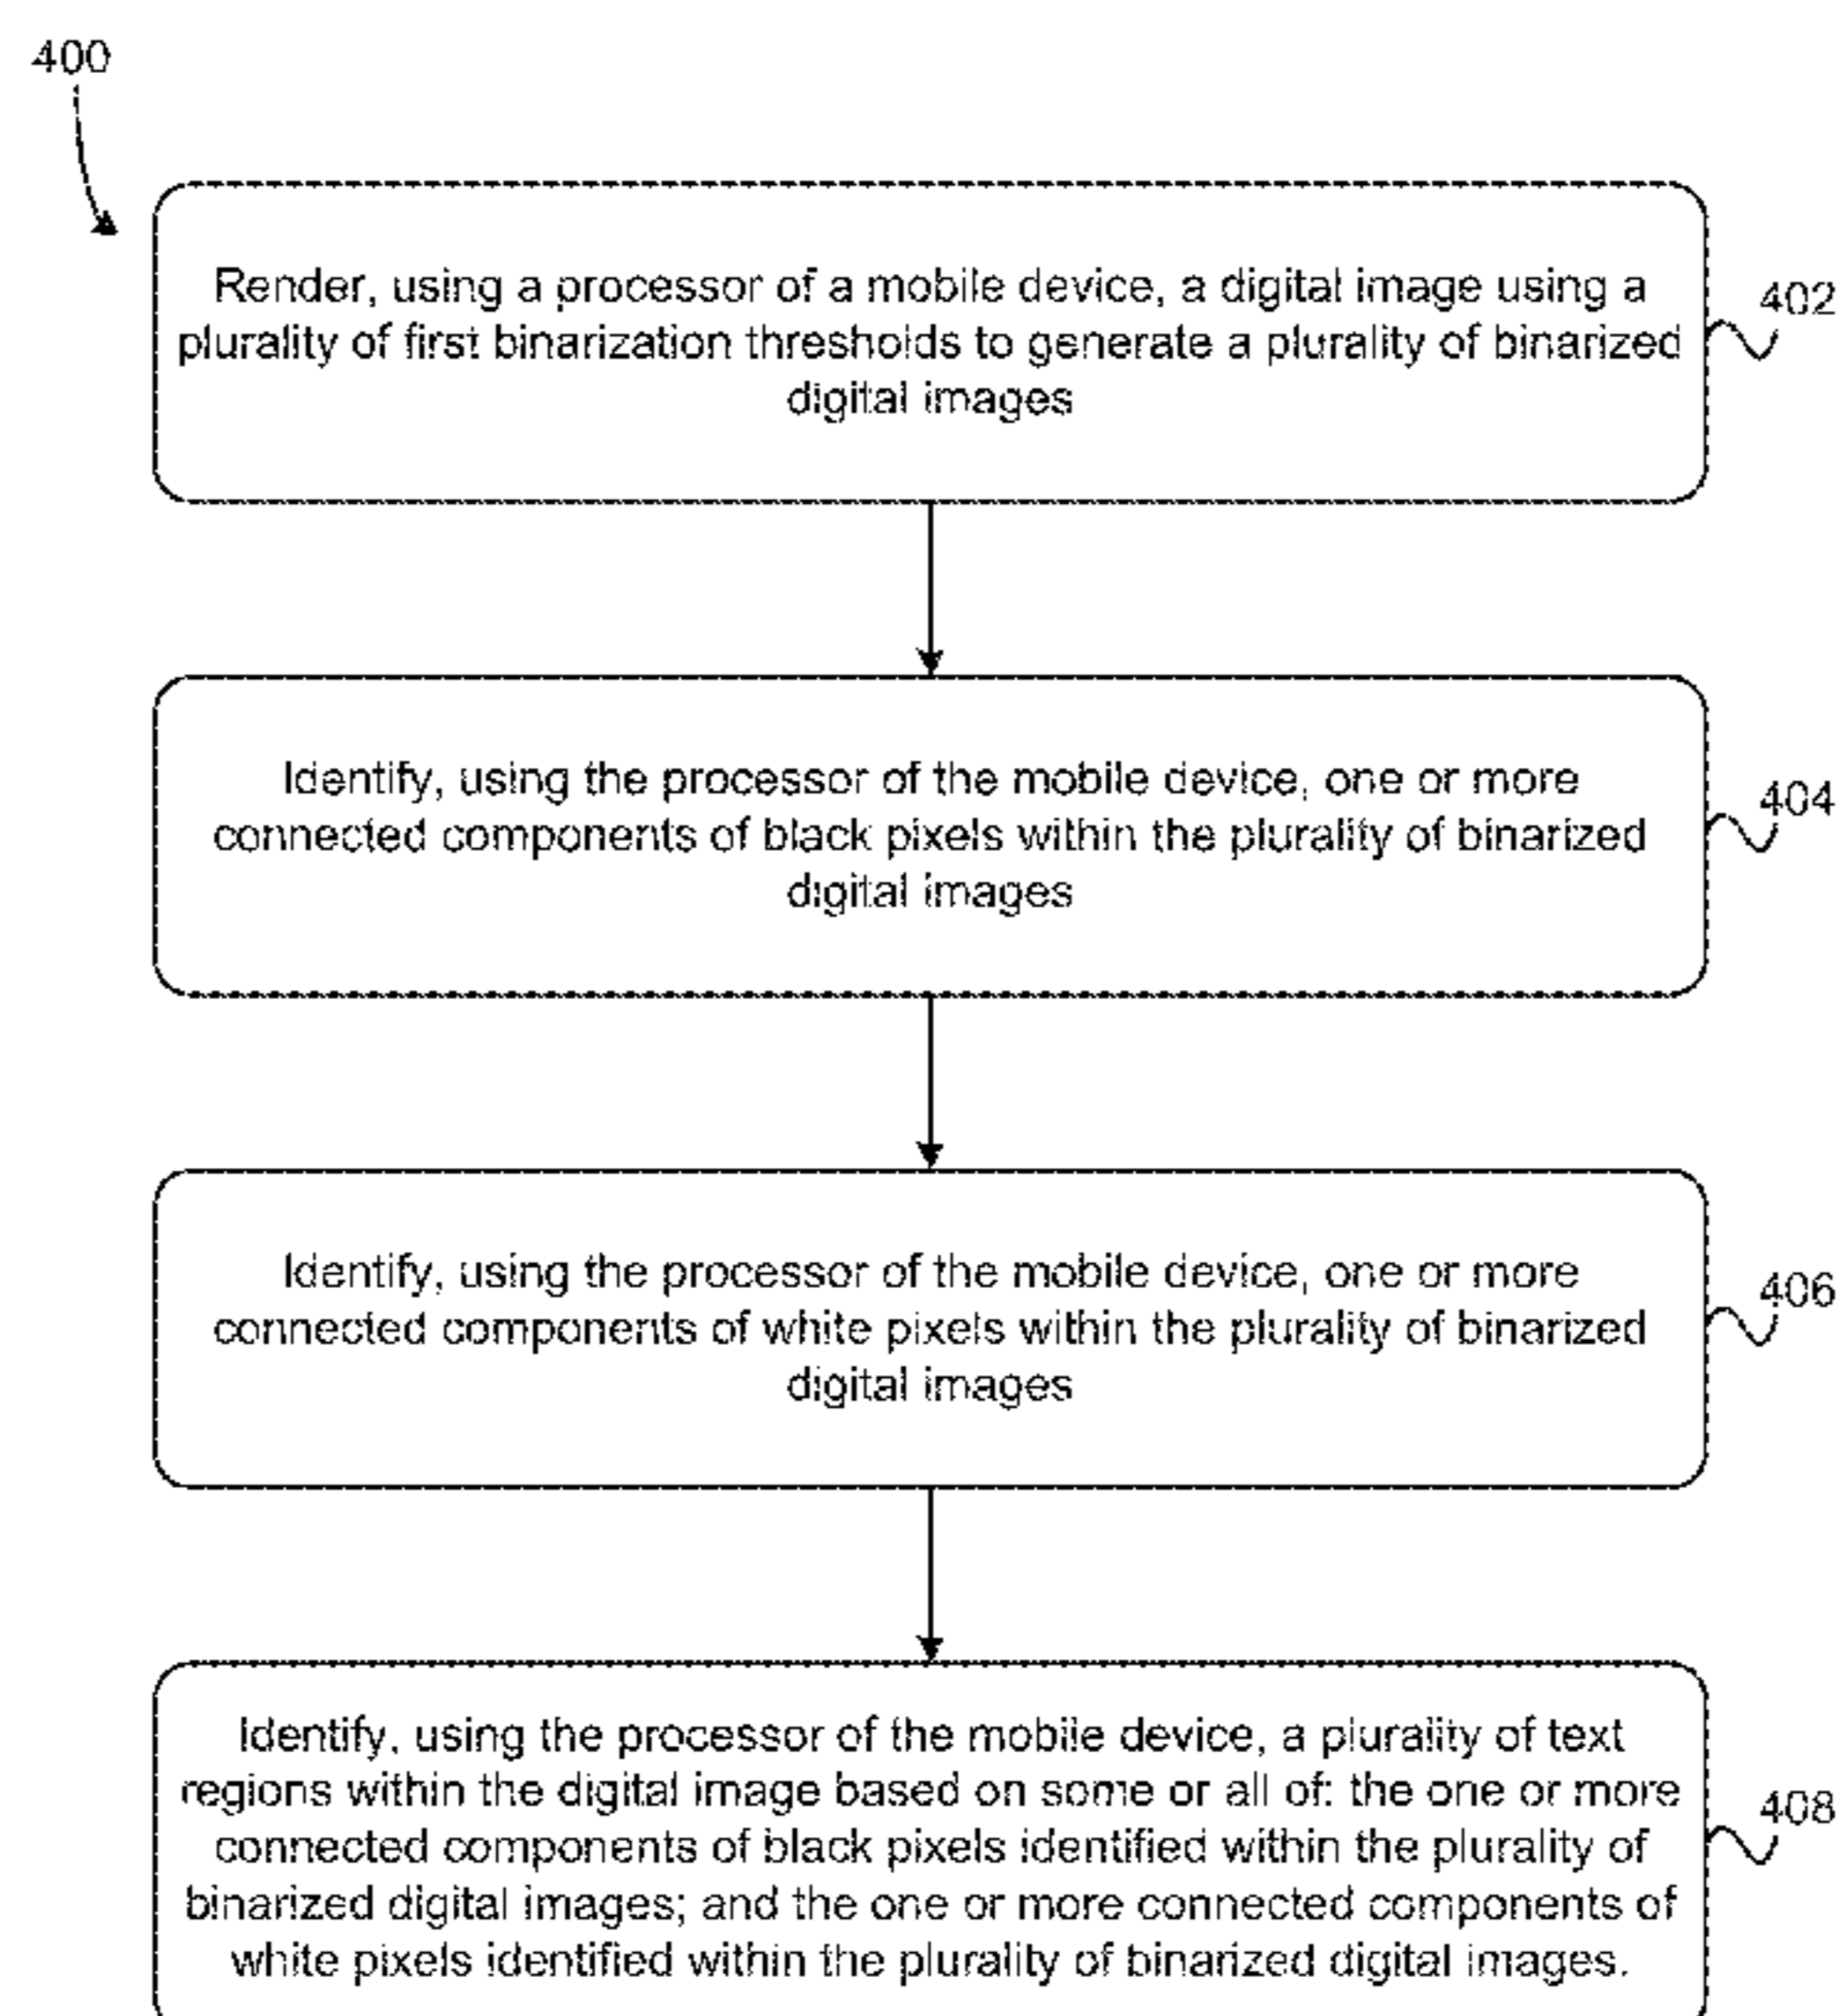 400
Render, using a processor of a mobile device, a digital image using a
plurality of first binarization thresholds to generate a plurality of binarized
digital images
402
Identify, using the processor of the mobile device, one or more
connected components of black pixels within the plurality of binarized
digital images
404
Identify, using the processor of the mobile device, one or more
connected components of white pixels within the plurality of binarized
digital images
406
Identify, using the processor of the mobile device, a plurality of text
regions within the digital image based on some or all of: the one or more
connected components of black pixels identified within the plurality of
binarized digital images; and the one or more connected components of
white pixels identified within the plurality of binarized digital images.
408